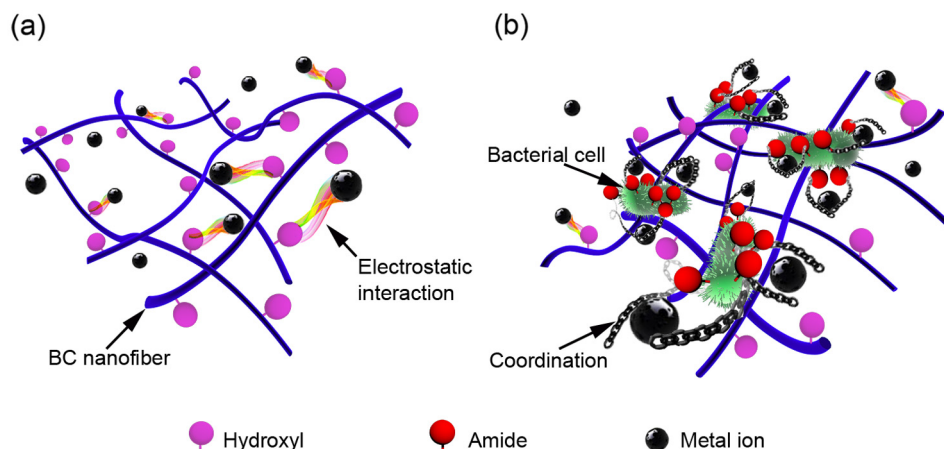 (a)
(b)
Bacterial cell
Electrostatic
interaction
BC nanofiber
Coordination
Hydroxyl
Amide
Metal ion